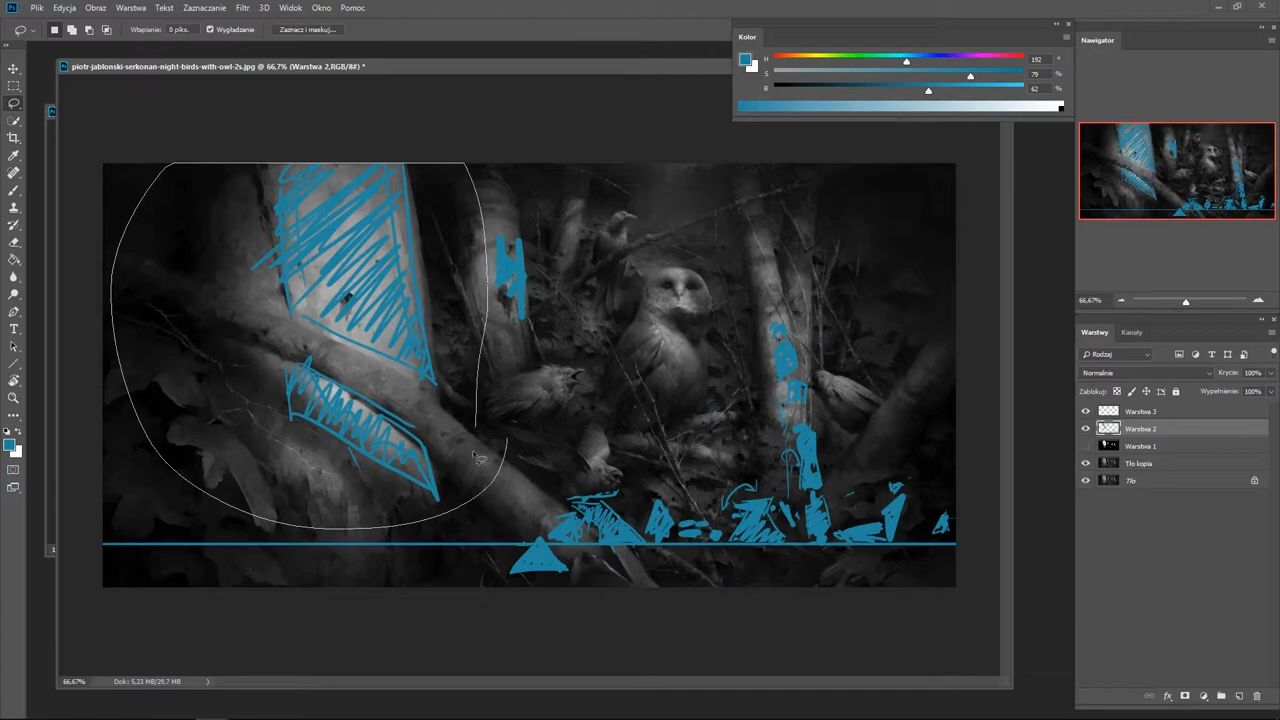 Plik Edycja Obraz Warstwa Tekst Zaznaczanie Filtr 3D Widok Okno Pomoc
Wtapianie: 0 piks. Wygładzanie Zaznacz i maskuj...
piotr-jablonski-serkonan-night-birds-with-owl-2s.jpg @ 66,7% (Warstwa 2,RGB/8#) *
Kolor
H 192 °
S 79 %
B 62 %
Nawigator
66,67%
Warstwy Kanały
Rodzaj
Normalnie Krycie: 100%
Zablokuj: Wypełnienie: 100%
Warstwa 3
Warstwa 2
Warstwa 1
Tło kopia
Tło
66,67% Dok: 5,23 MB/29,7 MB